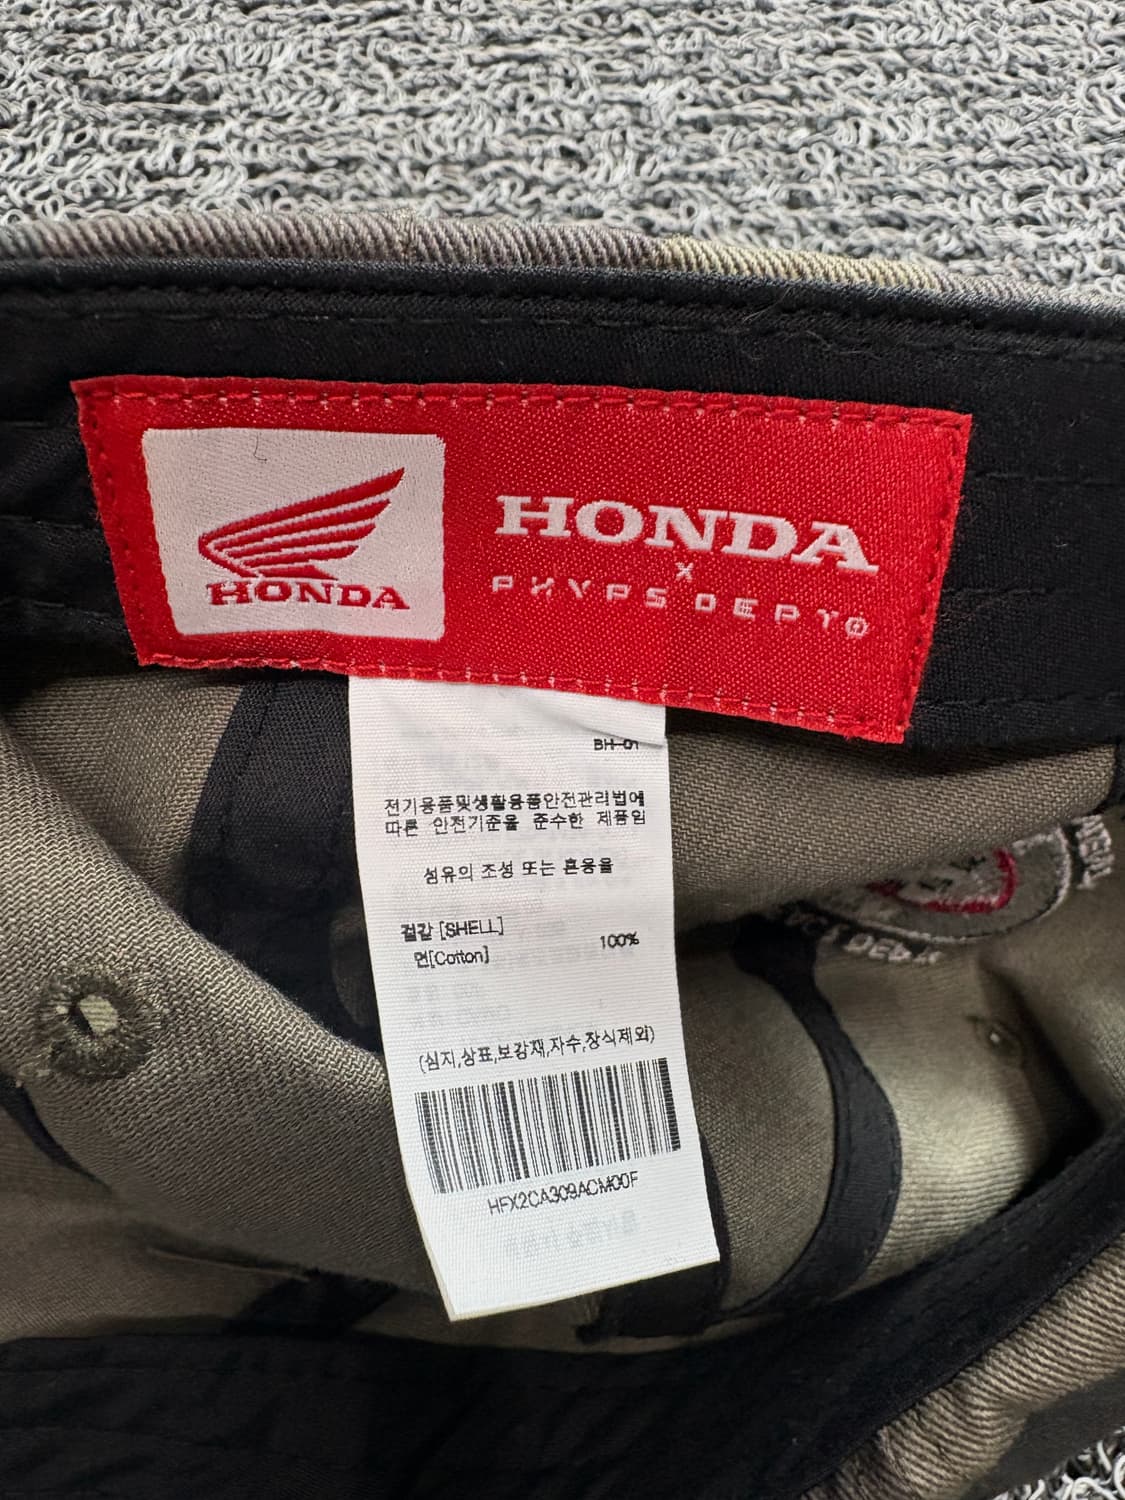 HONDA
HONDA
X
PHYPS DEPT
BH-01
전기용품및생활용품안전관리법에
따른 안전기준을 준수한 제품임
섬유의 조성 또는 혼용율
겉감 [SHELL]
면[Cotton] 100%
(심지,상표,보강재,자수,장식제외)
HFX2CA309ACM00F